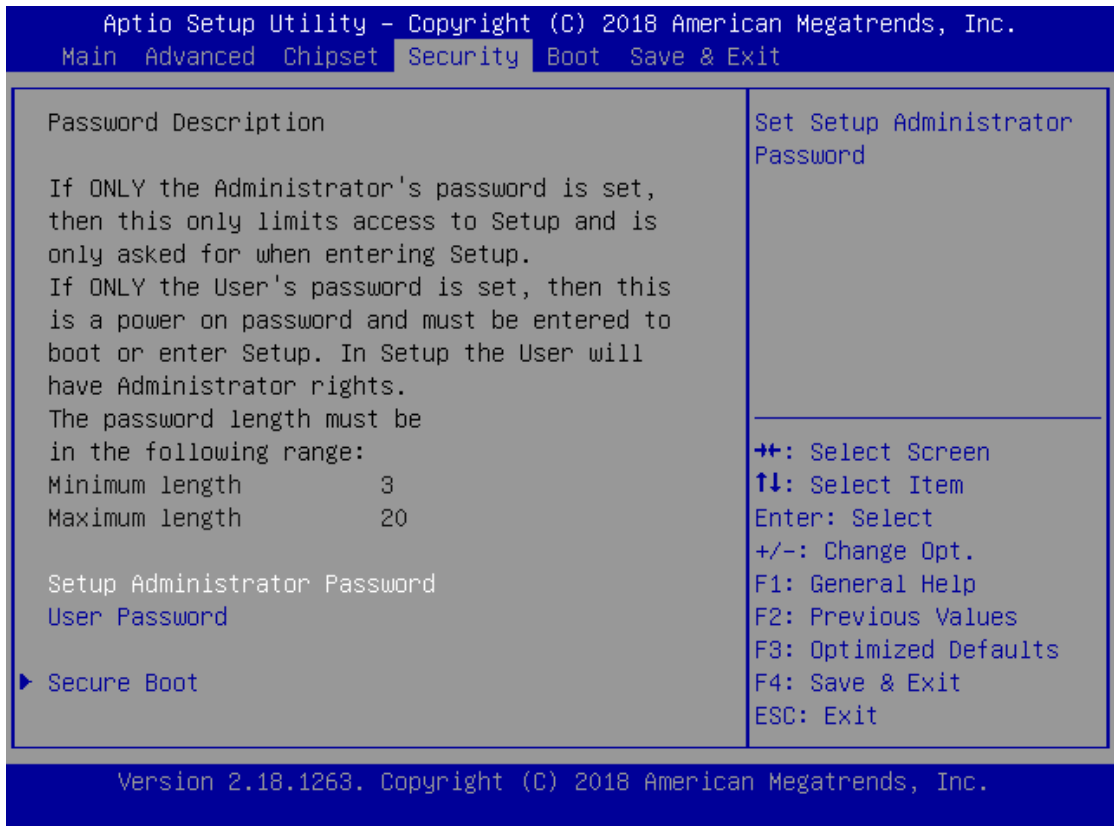 Aptio Setup Utility – Copyright (C) 2018 American Megatrends, Inc.
Main Advanced Chipset Security Boot Save & Exit
Password Description
If ONLY the Administrator's password is set,
then this only limits access to Setup and is
only asked for when entering Setup.
If ONLY the User's password is set, then this
is a power on password and must be entered to
boot or enter Setup. In Setup the User will
have Administrator rights.
The password length must be
in the following range:
Minimum length 3
Maximum length 20
Setup Administrator Password
User Password
Secure Boot
Set Setup Administrator
Password
→←: Select Screen
↑↓: Select Item
Enter: Select
+/-: Change Opt.
F1: General Help
F2: Previous Values
F3: Optimized Defaults
F4: Save & Exit
ESC: Exit
Version 2.18.1263. Copyright (C) 2018 American Megatrends, Inc.